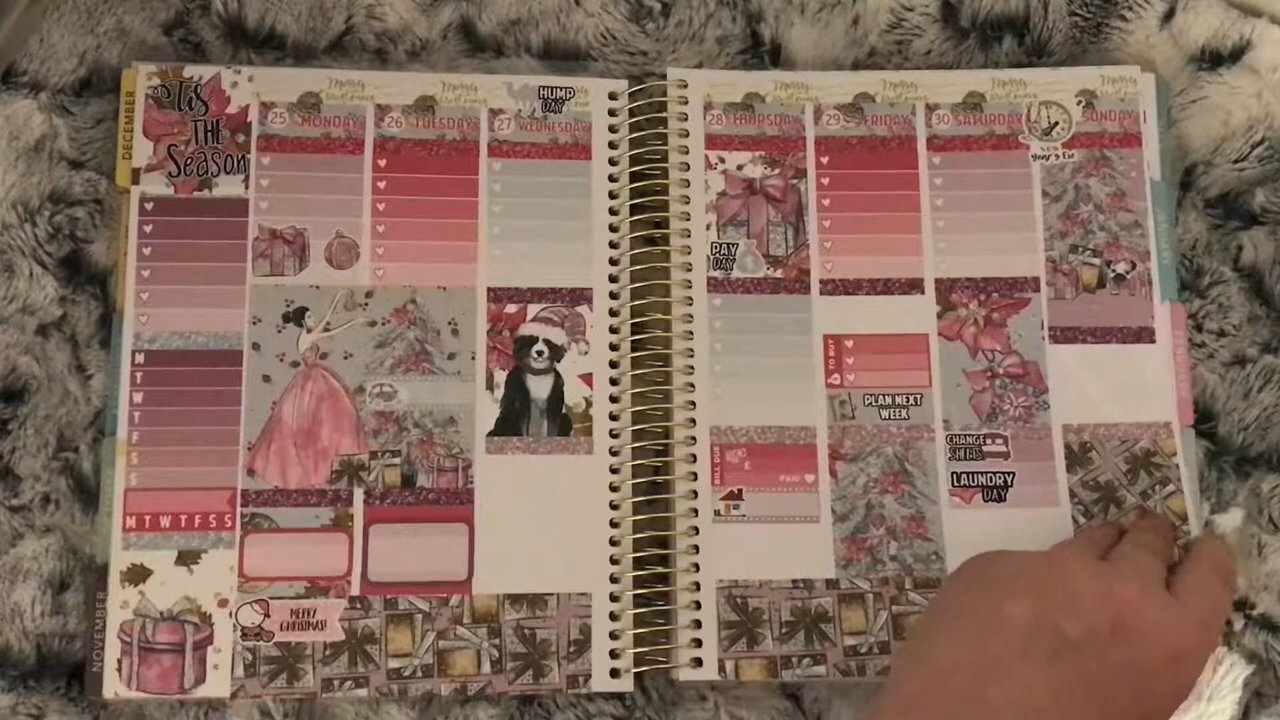 DECEMBER
'tis
THE
Season
25 MONDAY
26 TUESDAY
27 WEDNESDAY
HUMP
DAY
M
T
W
T
F
S
S
M T W T F S S
NOVEMBER
MERRY
CHRISTMAS!
28 THURSDAY
29 FRIDAY
30 SATURDAY
SUNDAY
NEW
Year's Eve
PAY
DAY
TO BUY
PLAN NEXT
WEEK
BILL DUE
£
PAID
CHANGE
SHEETS
LAUNDRY
DAY